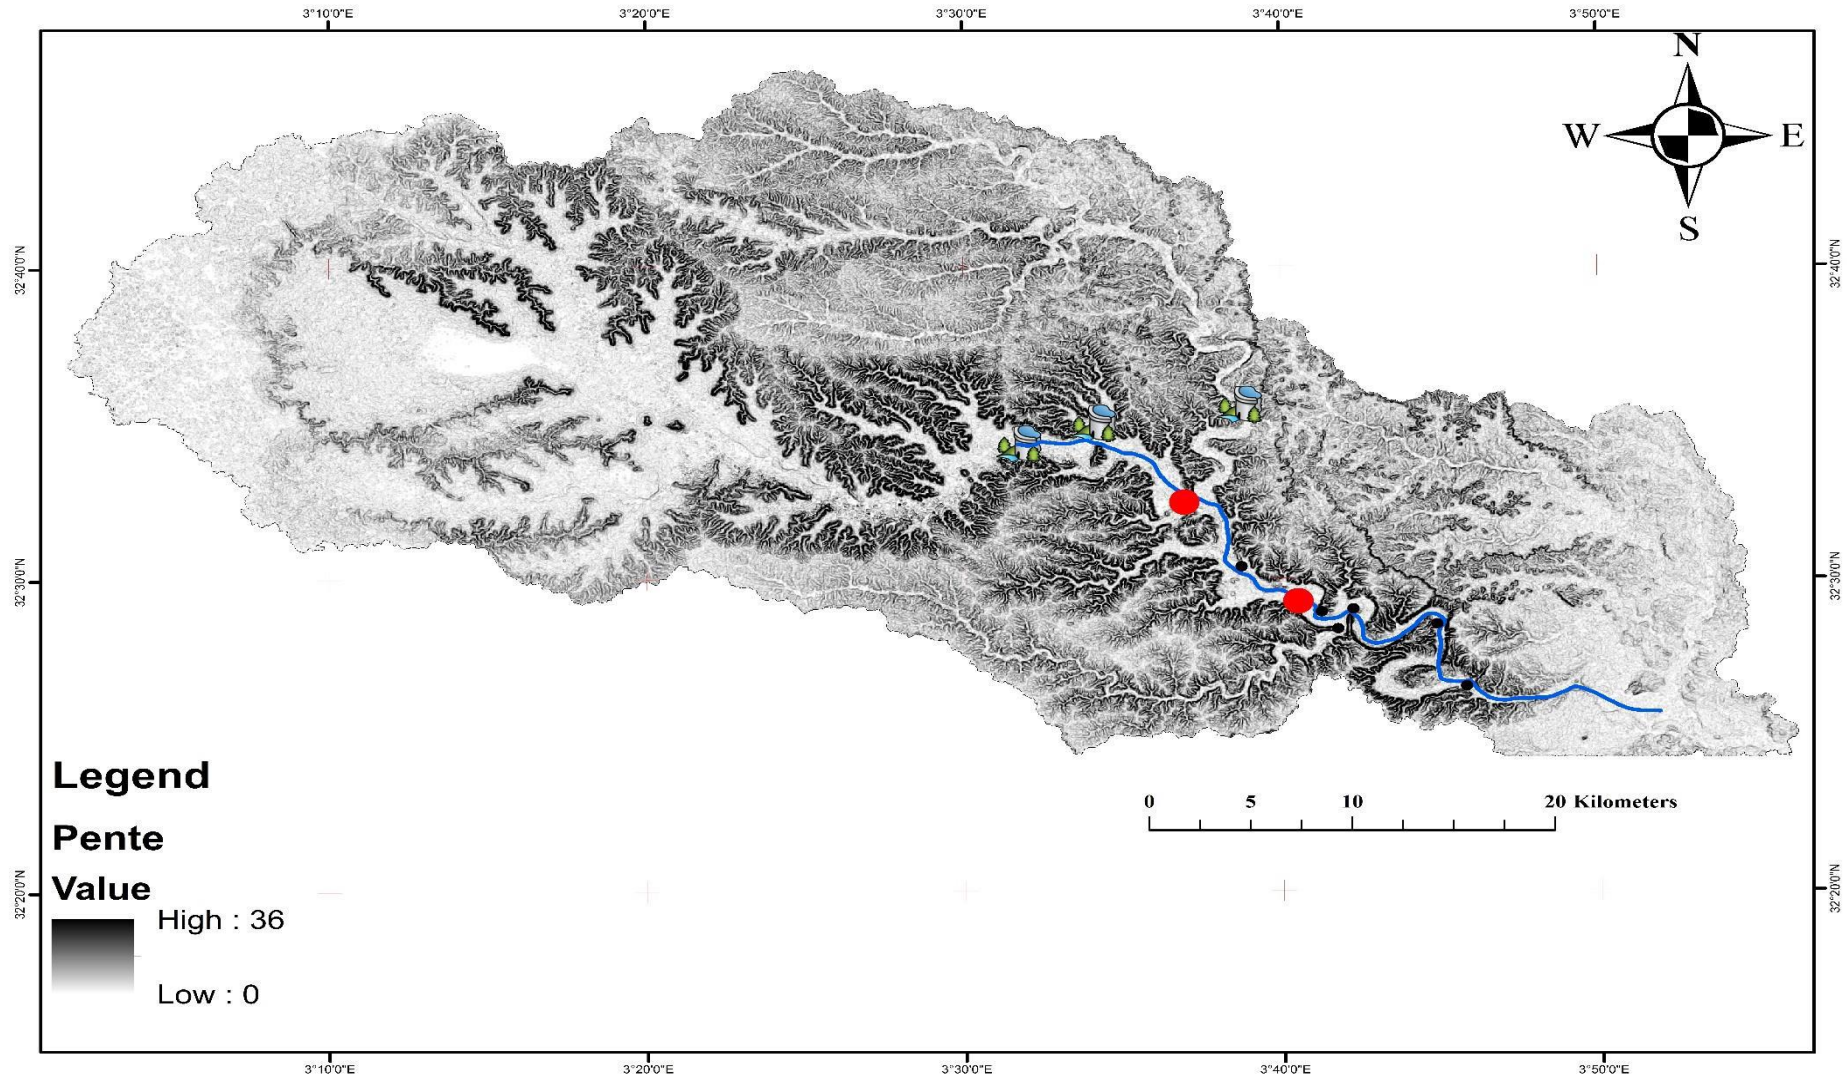 3°10'0"E 3°20'0"E 3°30'0"E 3°40'0"E 3°50'0"E
N
W E
S
32°40'0"N 32°40'0"N
32°30'0"N 32°30'0"N
Legend
0 5 10 20 Kilometers
Pente
Value
32°20'0"N 32°20'0"N
High : 36
Low : 0
3°10'0"E 3°20'0"E 3°30'0"E 3°40'0"E 3°50'0"E